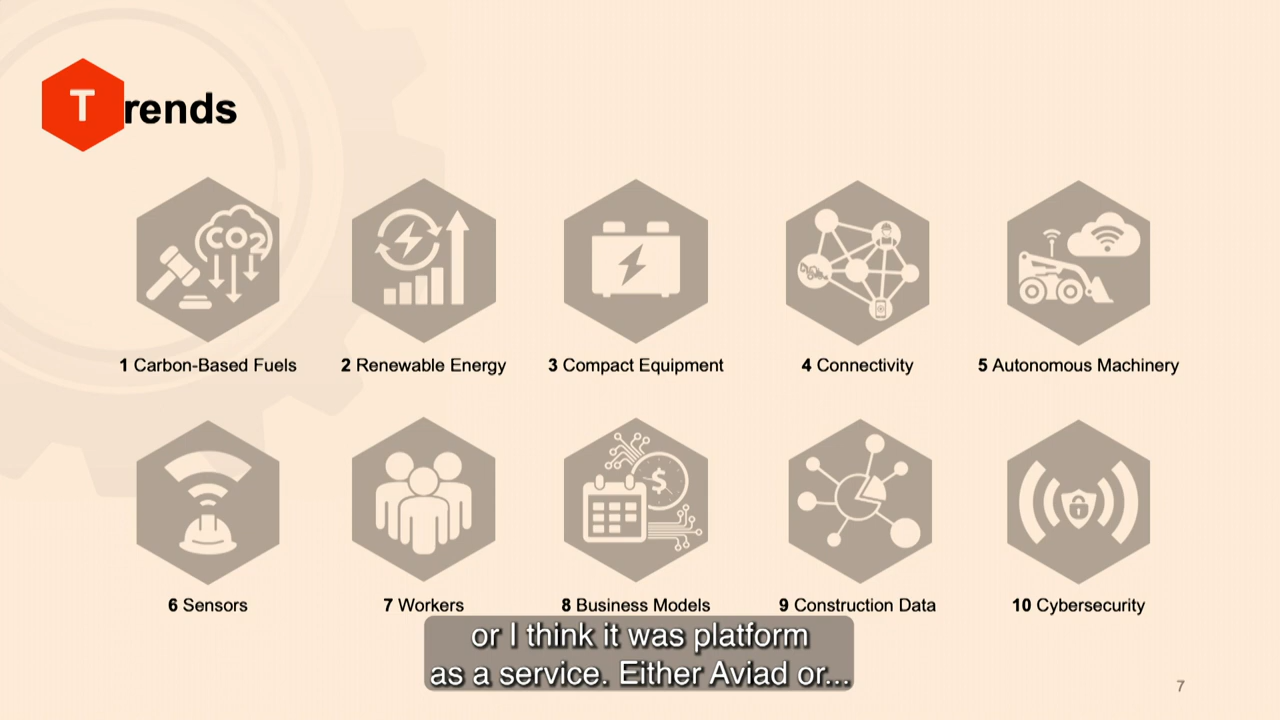 Trends
CO2
1 Carbon-Based Fuels
2 Renewable Energy
3 Compact Equipment
4 Connectivity
5 Autonomous Machinery
$
6 Sensors
7 Workers
8 Business Models
9 Construction Data
10 Cybersecurity
or I think it was platform
as a service. Either Aviad or...
7